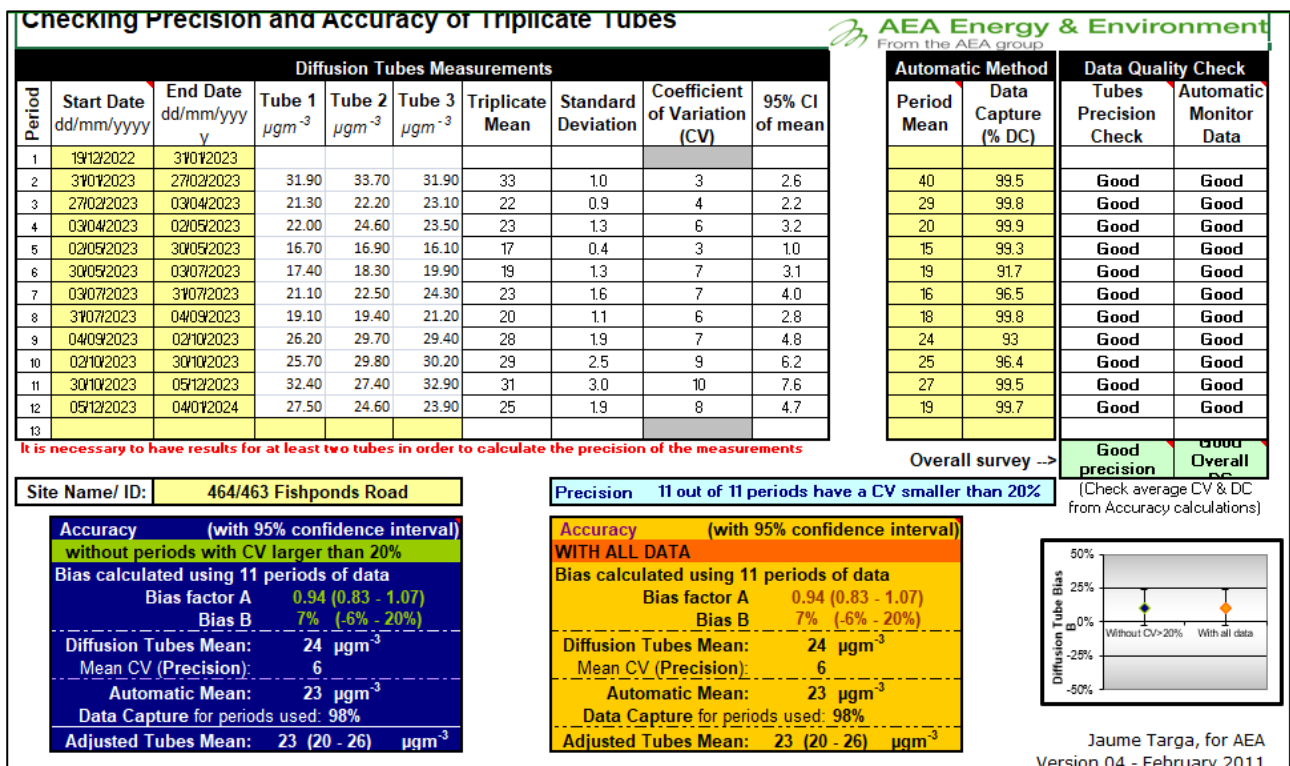 Checking Precision and Accuracy of Triplicate Tubes
AEA Energy & Environment
From the AEA group
Diffusion Tubes Measurements Automatic Method Data Quality Check
Period Start Date dd/mm/yyyy End Date dd/mm/yyy y Tube 1 µgm-3 Tube 2 µgm-3 Tube 3 µgm-3 Triplicate Mean Standard Deviation Coefficient of Variation (CV) 95% CI of mean Period Mean Data Capture (% DC) Tubes Precision Check Automatic Monitor Data
1 19/12/2022 31/01/2023
2 31/01/2023 27/02/2023 31.90 33.70 31.90 33 1.0 3 2.6 40 99.5 Good Good
3 27/02/2023 03/04/2023 21.30 22.20 23.10 22 0.9 4 2.2 29 99.8 Good Good
4 03/04/2023 02/05/2023 22.00 24.60 23.50 23 1.3 6 3.2 20 99.9 Good Good
5 02/05/2023 30/05/2023 16.70 16.90 16.10 17 0.4 3 1.0 15 99.3 Good Good
6 30/05/2023 03/07/2023 17.40 18.30 19.90 19 1.3 7 3.1 19 91.7 Good Good
7 03/07/2023 31/07/2023 21.10 22.50 24.30 23 1.6 7 4.0 16 96.5 Good Good
8 31/07/2023 04/09/2023 19.10 19.40 21.20 20 1.1 6 2.8 18 99.8 Good Good
9 04/09/2023 02/10/2023 26.20 29.70 29.40 28 1.9 7 4.8 24 93 Good Good
10 02/10/2023 30/10/2023 25.70 29.80 30.20 29 2.5 9 6.2 25 96.4 Good Good
11 30/10/2023 05/12/2023 32.40 27.40 32.90 31 3.0 10 7.6 27 99.5 Good Good
12 05/12/2023 04/01/2024 27.50 24.60 23.90 25 1.9 8 4.7 19 99.7 Good Good
13
It is necessary to have results for at least two tubes in order to calculate the precision of the measurements
Overall survey --> Good precision Good Overall DC
Site Name/ ID: 464/463 Fishponds Road
Precision 11 out of 11 periods have a CV smaller than 20%
(Check average CV & DC
from Accuracy calculations)
Accuracy (with 95% confidence interval)
without periods with CV larger than 20%
Bias calculated using 11 periods of data
Bias factor A 0.94 (0.83 - 1.07)
Bias B 7% (-6% - 20%)
Diffusion Tubes Mean: 24 µgm-3
Mean CV (Precision): 6
Automatic Mean: 23 µgm-3
Data Capture for periods used: 98%
Adjusted Tubes Mean: 23 (20 - 26) µgm-3
Accuracy (with 95% confidence interval)
WITH ALL DATA
Bias calculated using 11 periods of data
Bias factor A 0.94 (0.83 - 1.07)
Bias B 7% (-6% - 20%)
Diffusion Tubes Mean: 24 µgm-3
Mean CV (Precision): 6
Automatic Mean: 23 µgm-3
Data Capture for periods used: 98%
Adjusted Tubes Mean: 23 (20 - 26) µgm-3
Diffusion Tube Bias B
50%
25%
0%
-25%
-50%
Without CV>20% With all data
Jaume Targa, for AEA
Version 04 - February 2011